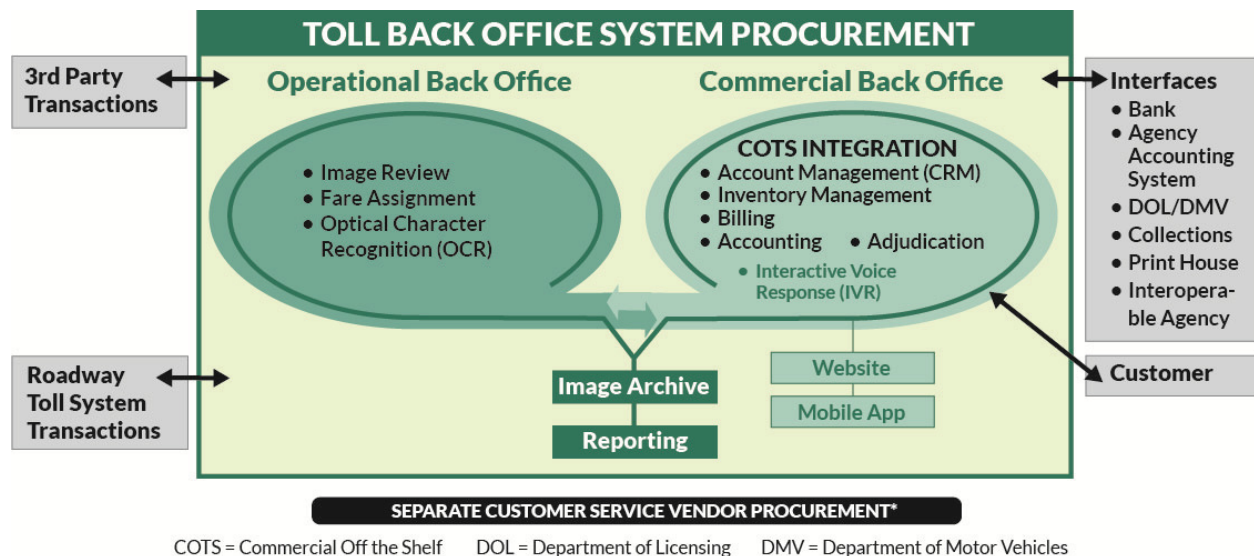 TOLL BACK OFFICE SYSTEM PROCUREMENT
3rd Party
Transactions
Roadway
Toll System
Transactions
Operational Back Office
• Image Review
• Fare Assignment
• Optical Character
Recognition (OCR)
Commercial Back Office
COTS INTEGRATION
• Account Management (CRM)
• Inventory Management
• Billing
• Accounting • Adjudication
• Interactive Voice
Response (IVR)
Image Archive
Reporting
Website
Mobile App
Interfaces
• Bank
• Agency
Accounting
System
• DOL/DMV
• Collections
• Print House
• Interopera-
ble Agency
Customer
SEPARATE CUSTOMER SERVICE VENDOR PROCUREMENT*
COTS = Commercial Off the Shelf DOL = Department of Licensing DMV = Department of Motor Vehicles